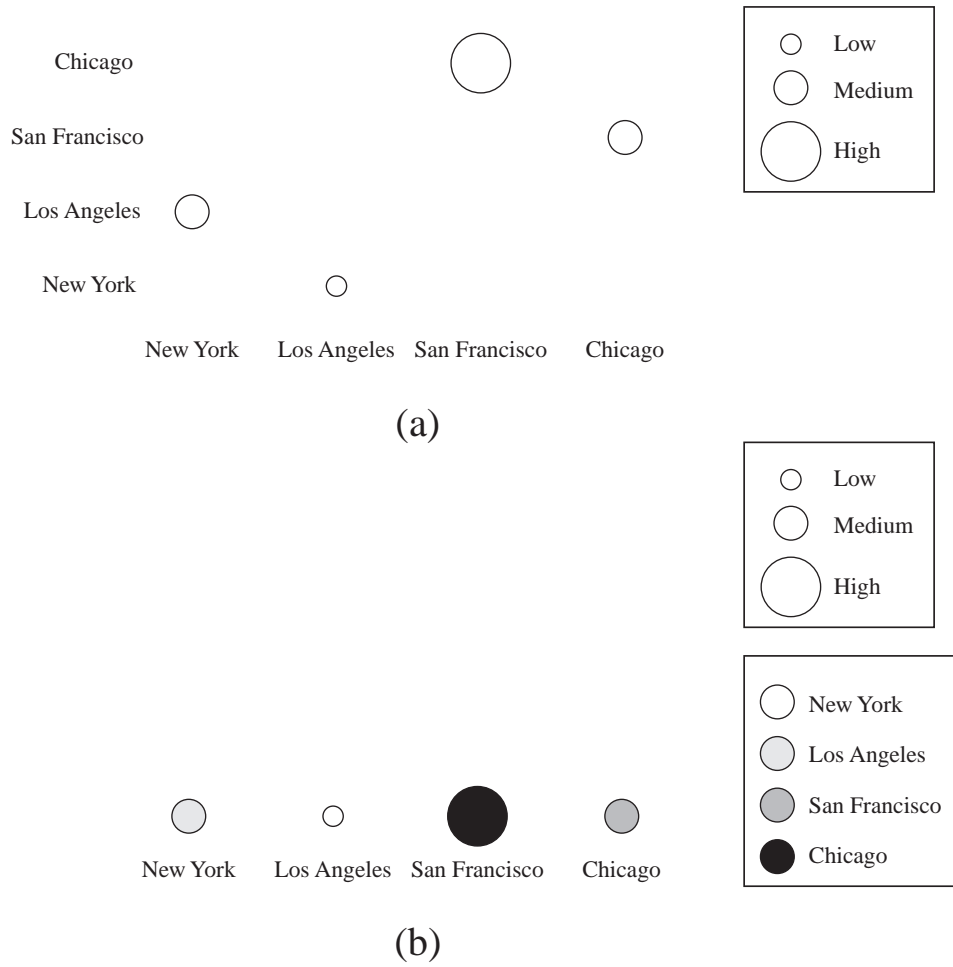 Chicago
San Francisco
Los Angeles
New York
New York Los Angeles San Francisco Chicago
Low
Medium
High
(a)
Low
Medium
High
New York
Los Angeles
San Francisco
Chicago
New York Los Angeles San Francisco Chicago
(b)